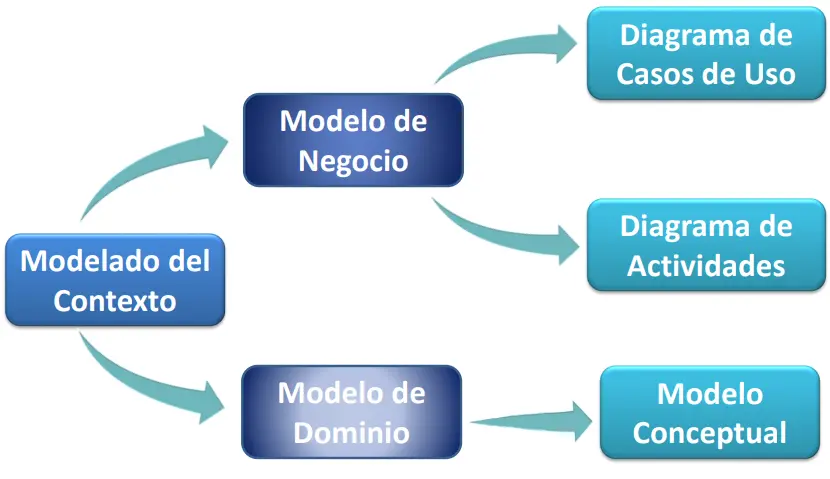 Diagrama de
Casos de Uso
Modelo de
Negocio
Diagrama de
Actividades
Modelado del
Contexto
Modelo de
Dominio
Modelo
Conceptual